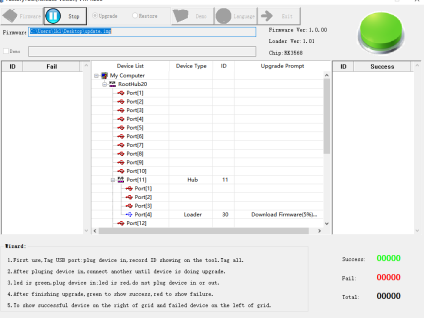 Firmware
Stop
Upgrade
Restore
Demo
Language
Exit
Firmware
C:\Users\lkl\Desktop\update.img
Firmware Ver: 1.0.00
Loader Ver: 1.01
Chip:RK3568
Demo
ID Fail
Device List Device Type ID Upgrade Prompt
ID Success
My Computer
RootHub20
Port[1]
Port[2]
Port[3]
Port[4]
Port[5]
Port[6]
Port[7]
Port[8]
Port[9]
Port[10]
Port[11] Hub 11
Port[1]
Port[2]
Port[3]
Port[4] Loader 30 Download Firmware(5%)...
Port[12]
Wizard:
1.First use,Tag USB port:plug device in,record ID showing on the tool.Tag all.
2.After pluging device in,connect another until device is doing upgrade.
3.led is green,plug device in.led is red,do not plug device in or out.
4.After finishing upgrade,green to show success,red to show failure.
5.To show successful device on the right of grid and failed device on the left of grid.
Success: 00000
Fail: 00000
Total: 00000